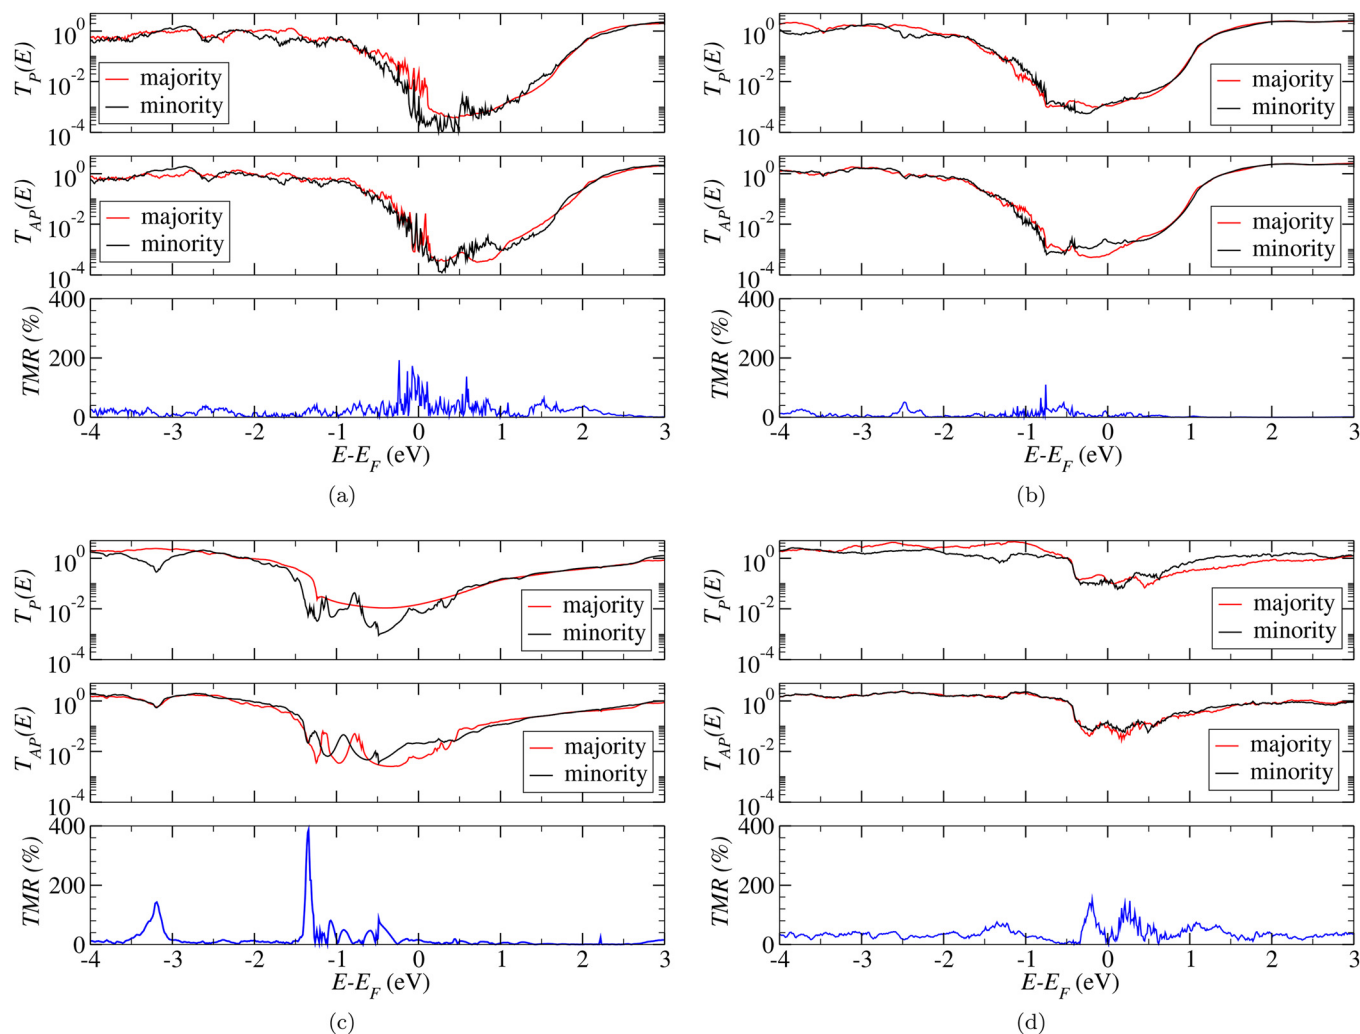 T_P(E)
10^0
10^-2
10^-4
majority
minority
T_AP(E)
10^0
10^-2
10^-4
majority
minority
TMR (%)
400
200
0
-4 -3 -2 -1 0 1 2 3
E-E_F (eV)
(a)
T_P(E)
10^0
10^-2
10^-4
majority
minority
T_AP(E)
10^0
10^-2
10^-4
majority
minority
TMR (%)
400
200
0
-4 -3 -2 -1 0 1 2 3
E-E_F (eV)
(b)
T_P(E)
10^0
10^-2
10^-4
majority
minority
T_AP(E)
10^0
10^-2
10^-4
majority
minority
TMR (%)
400
200
0
-4 -3 -2 -1 0 1 2 3
E-E_F (eV)
(c)
T_P(E)
10^0
10^-2
10^-4
majority
minority
T_AP(E)
10^0
10^-2
10^-4
majority
minority
TMR (%)
400
200
0
-4 -3 -2 -1 0 1 2 3
E-E_F (eV)
(d)